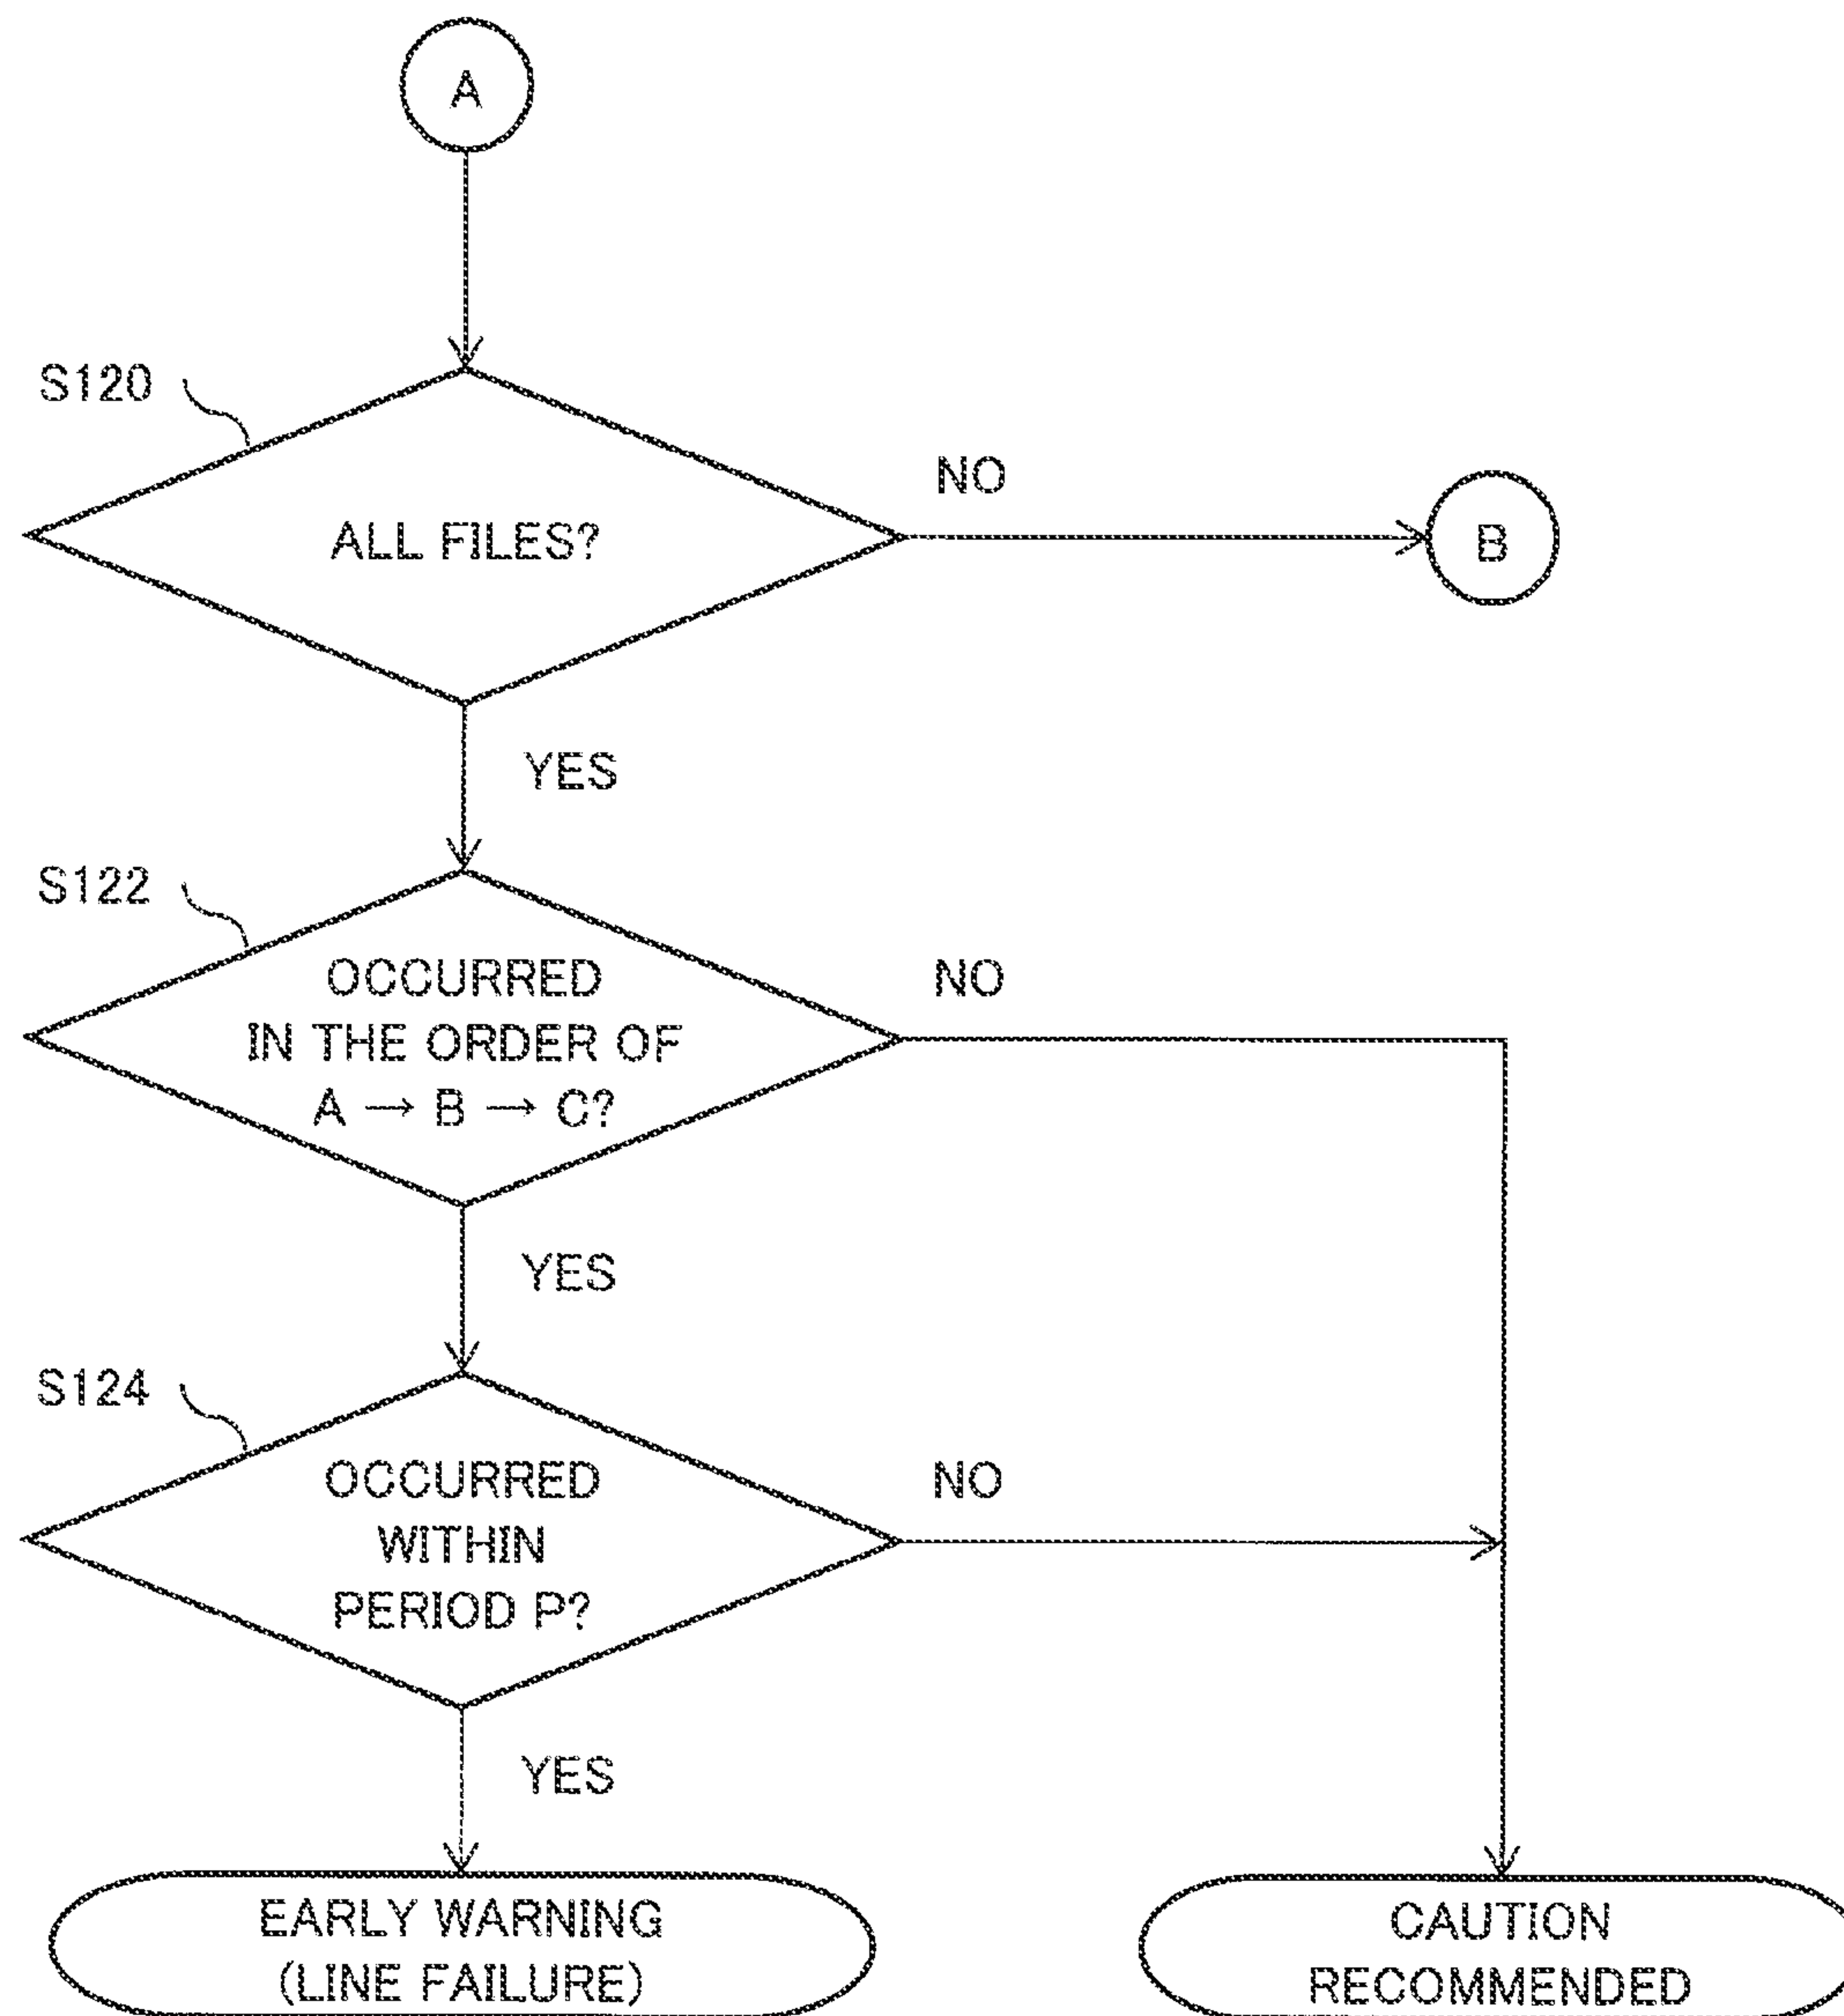 A
S120
ALL FILES?
NO
B
YES
S122
OCCURRED
IN THE ORDER OF
A → B → C?
NO
YES
S124
OCCURRED
WITHIN
PERIOD P?
NO
YES
EARLY WARNING
(LINE FAILURE)
CAUTION
RECOMMENDED